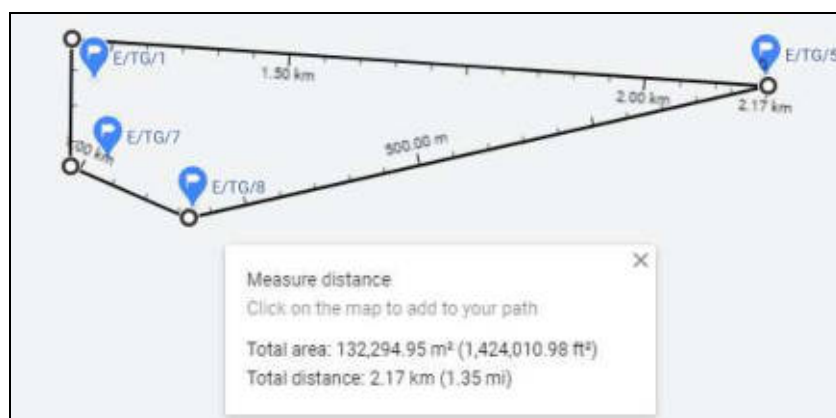 E/TG/1
E/TG/5
1.50 km
2.00 km
2.17 km
E/TG/7
500.00 m
E/TG/8
Measure distance
Click on the map to add to your path
Total area: 132,294.95 m² (1,424,010.98 ft²)
Total distance: 2.17 km (1.35 mi)